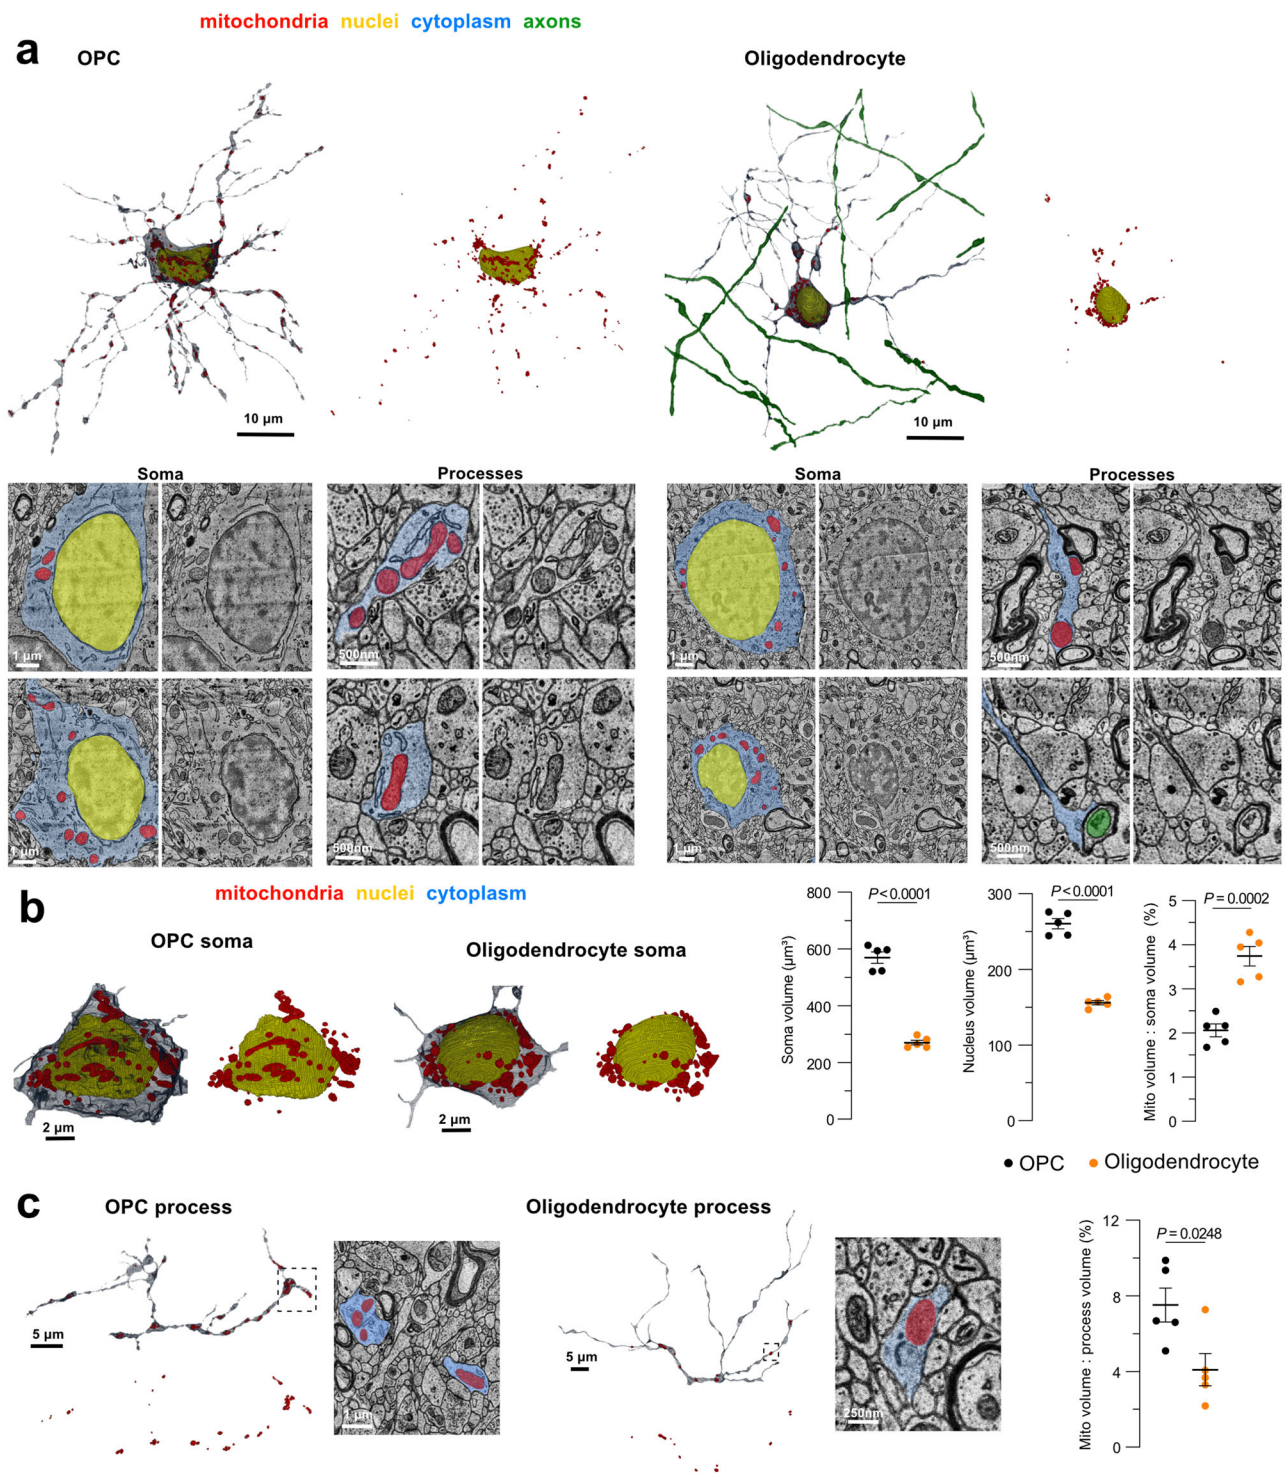 mitochondria nuclei cytoplasm axons
a
OPC
Oligodendrocyte
10 µm
10 µm
Soma
Processes
Soma
Processes
1 µm
500nm
1 µm
500nm
1 µm
500nm
1 µm
500nm
b
mitochondria nuclei cytoplasm
OPC soma
Oligodendrocyte soma
2 µm
2 µm
Soma volume (µm³)
800
600
400
200
0
P<0.0001
Nucleus volume (µm³)
300
200
100
0
P<0.0001
Mito volume : soma volume (%)
5
4
3
2
1
0
P=0.0002
OPC
Oligodendrocyte
c
OPC process
Oligodendrocyte process
5 µm
1 µm
5 µm
250nm
Mito volume : process volume (%)
12
8
4
0
P=0.0248